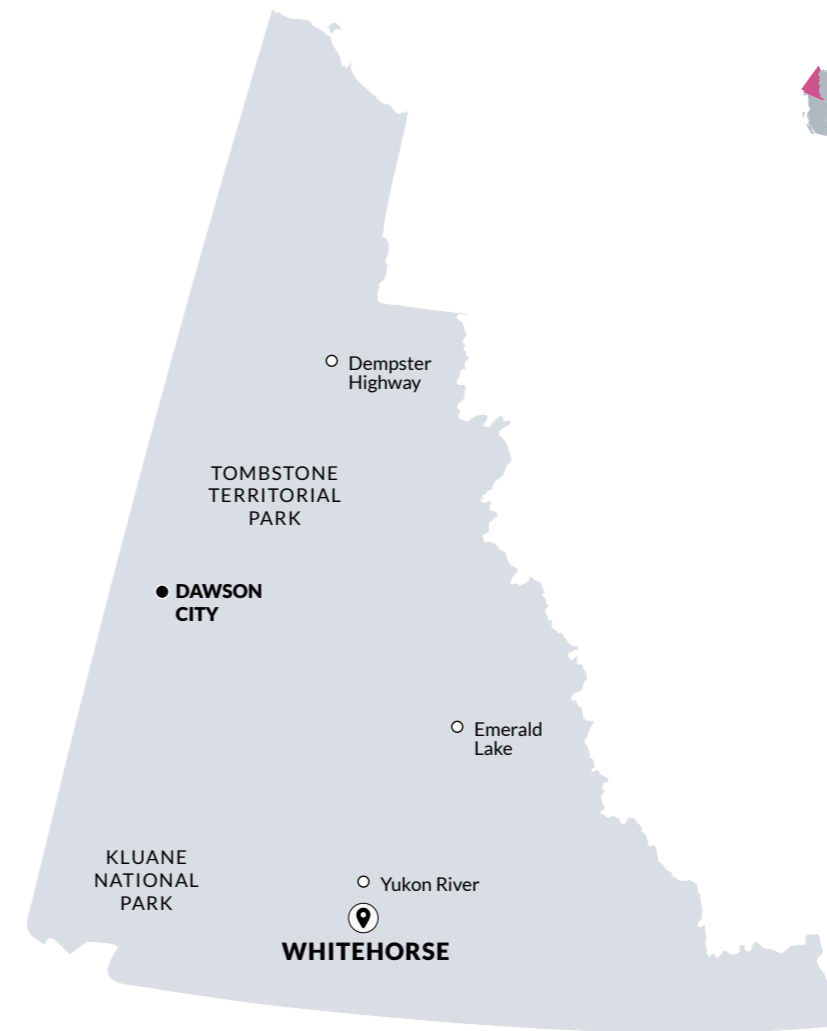 Dempster
Highway
TOMBSTONE
TERRITORIAL
PARK
DAWSON
CITY
Emerald
Lake
KLUANE
NATIONAL
PARK
Yukon River
WHITEHORSE